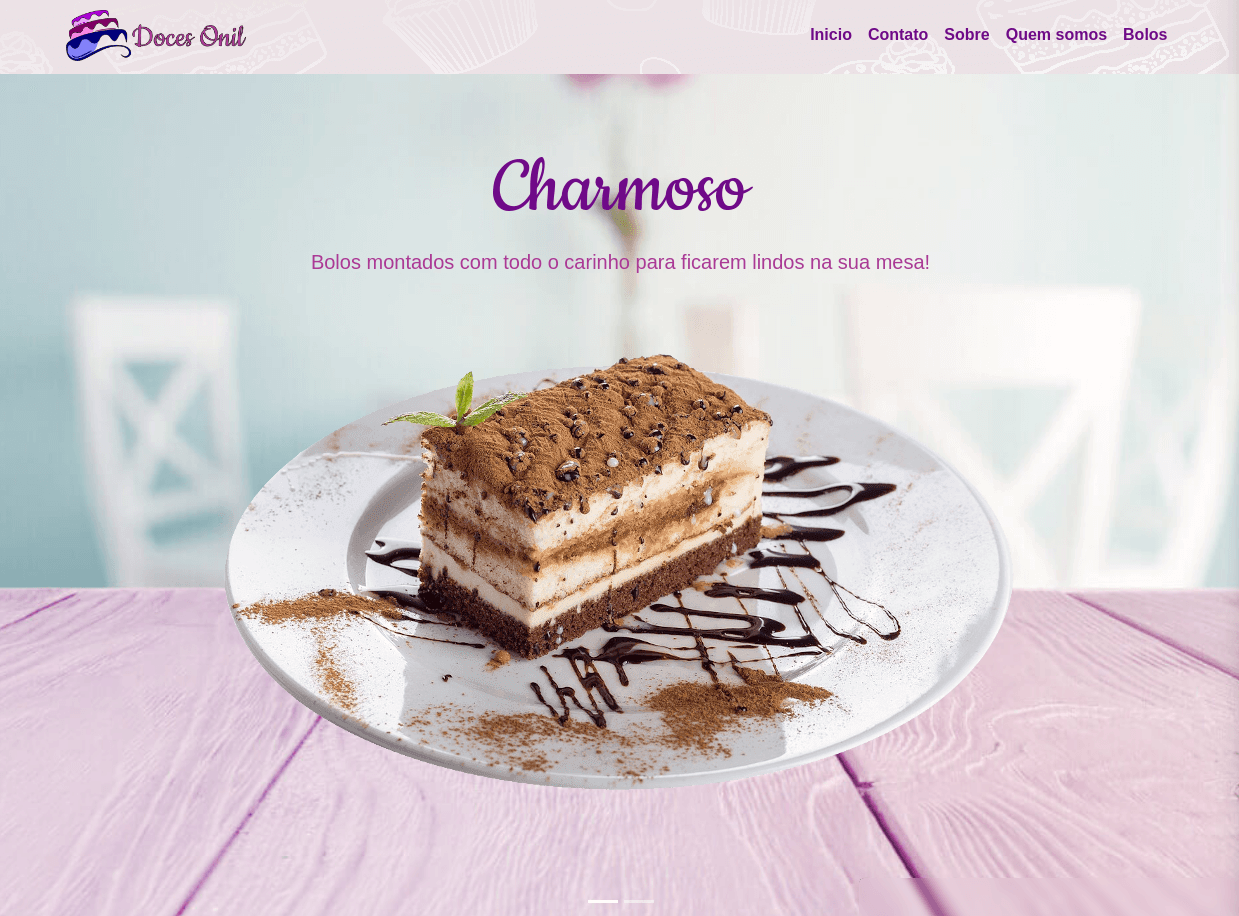 Doces Onil
Inicio Contato Sobre Quem somos Bolos
Charmoso
Bolos montados com todo o carinho para ficarem lindos na sua mesa!